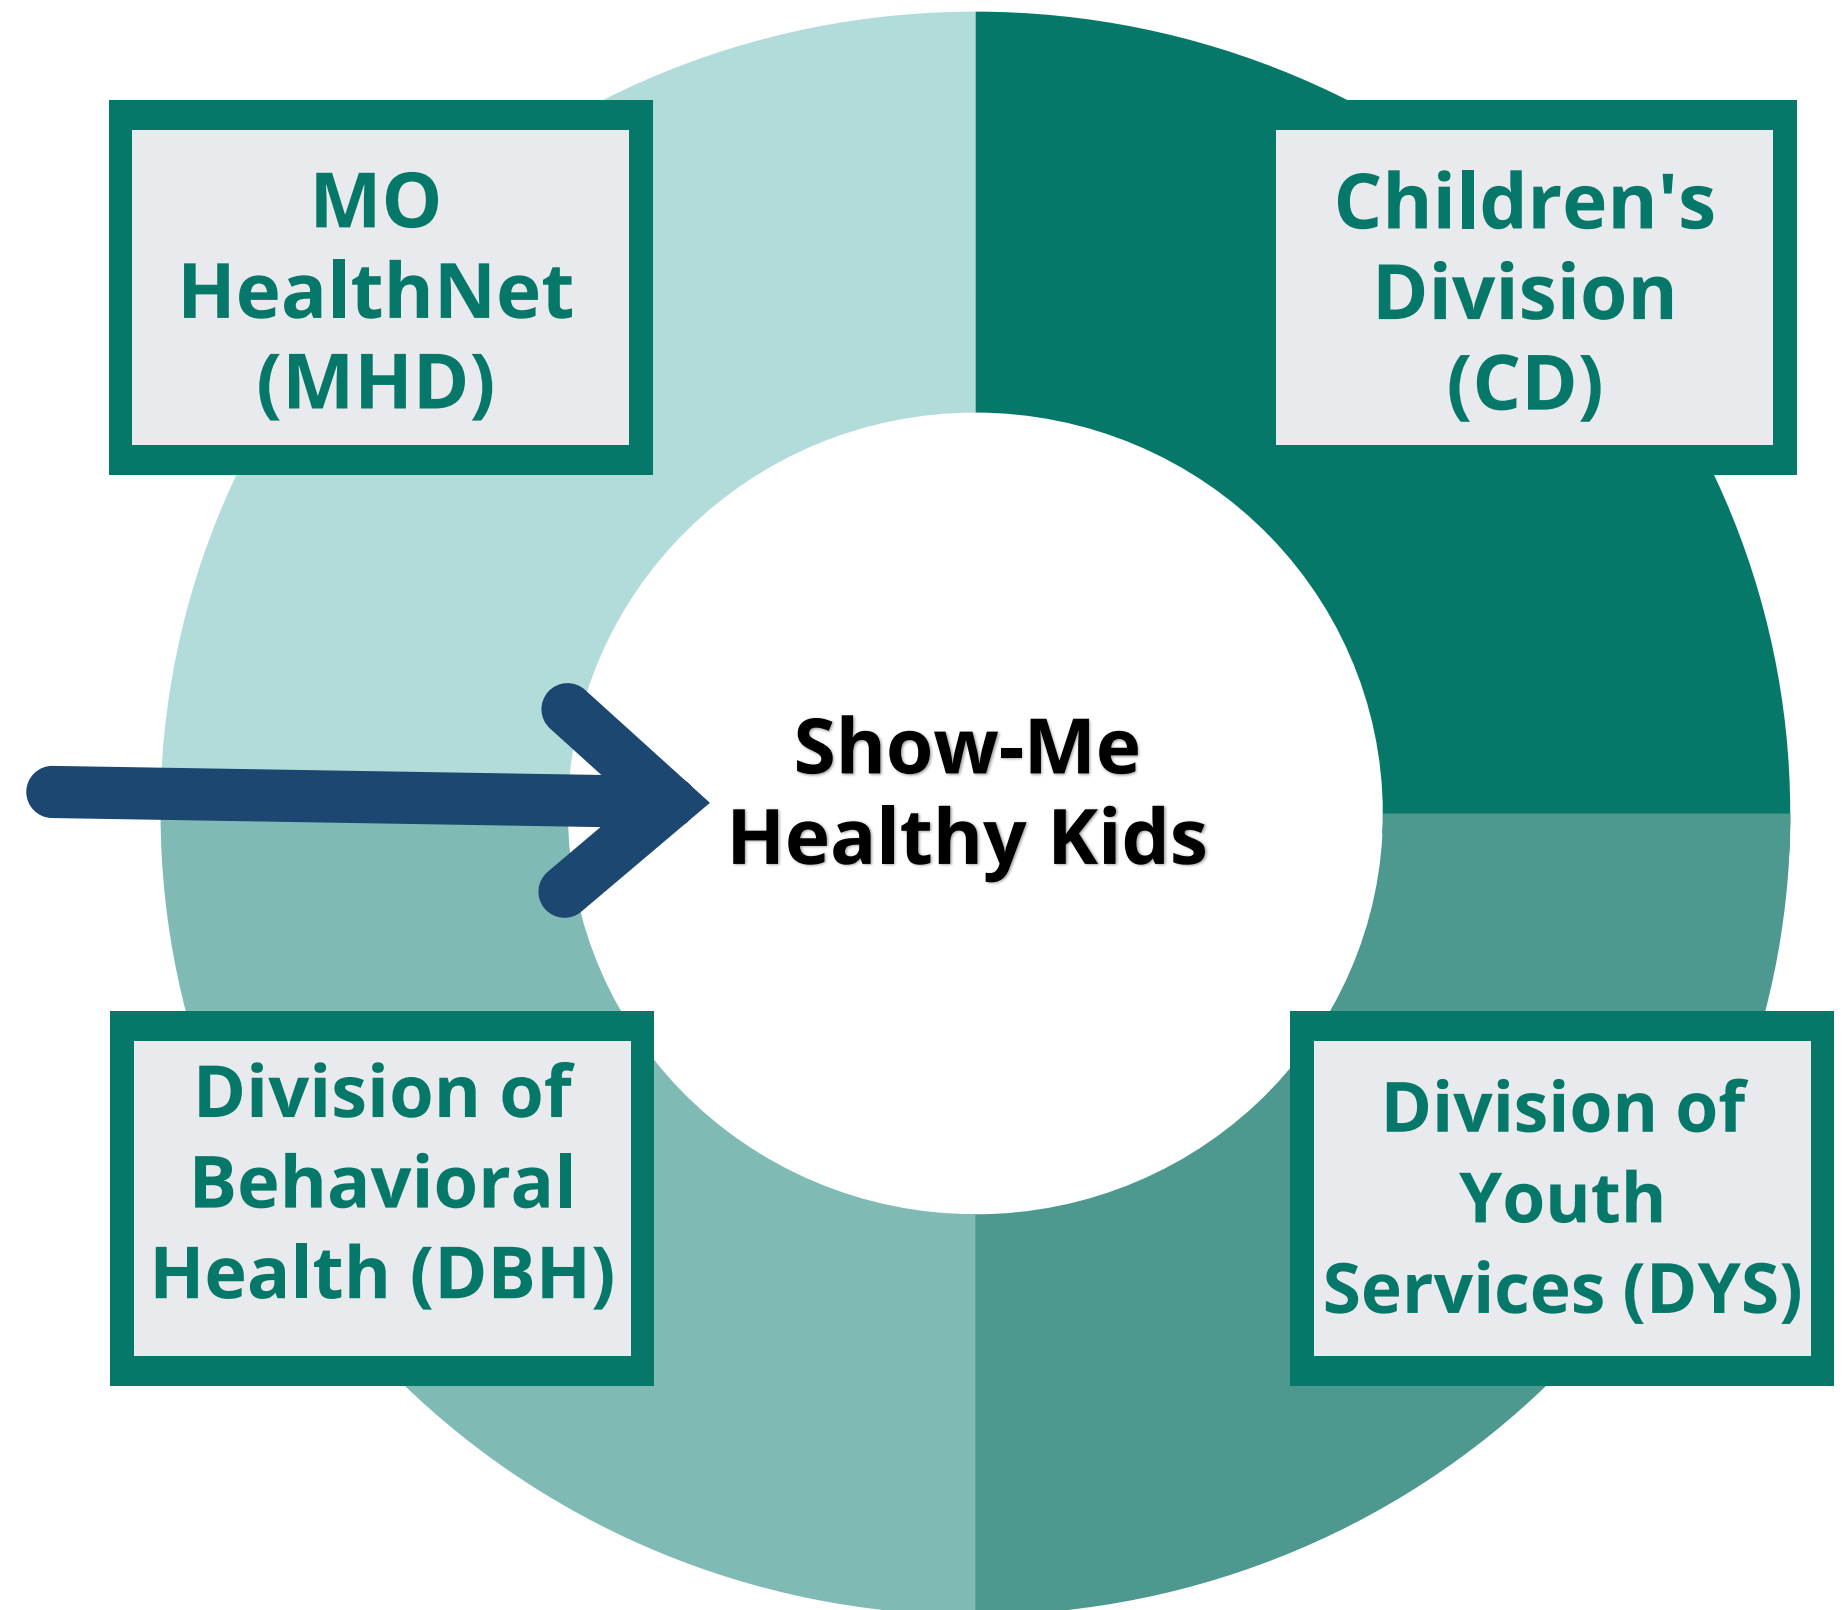 MO
HealthNet
(MHD)
Children's
Division
(CD)
Show-Me
Healthy Kids
Division of
Behavioral
Health (DBH)
Division of
Youth
Services (DYS)